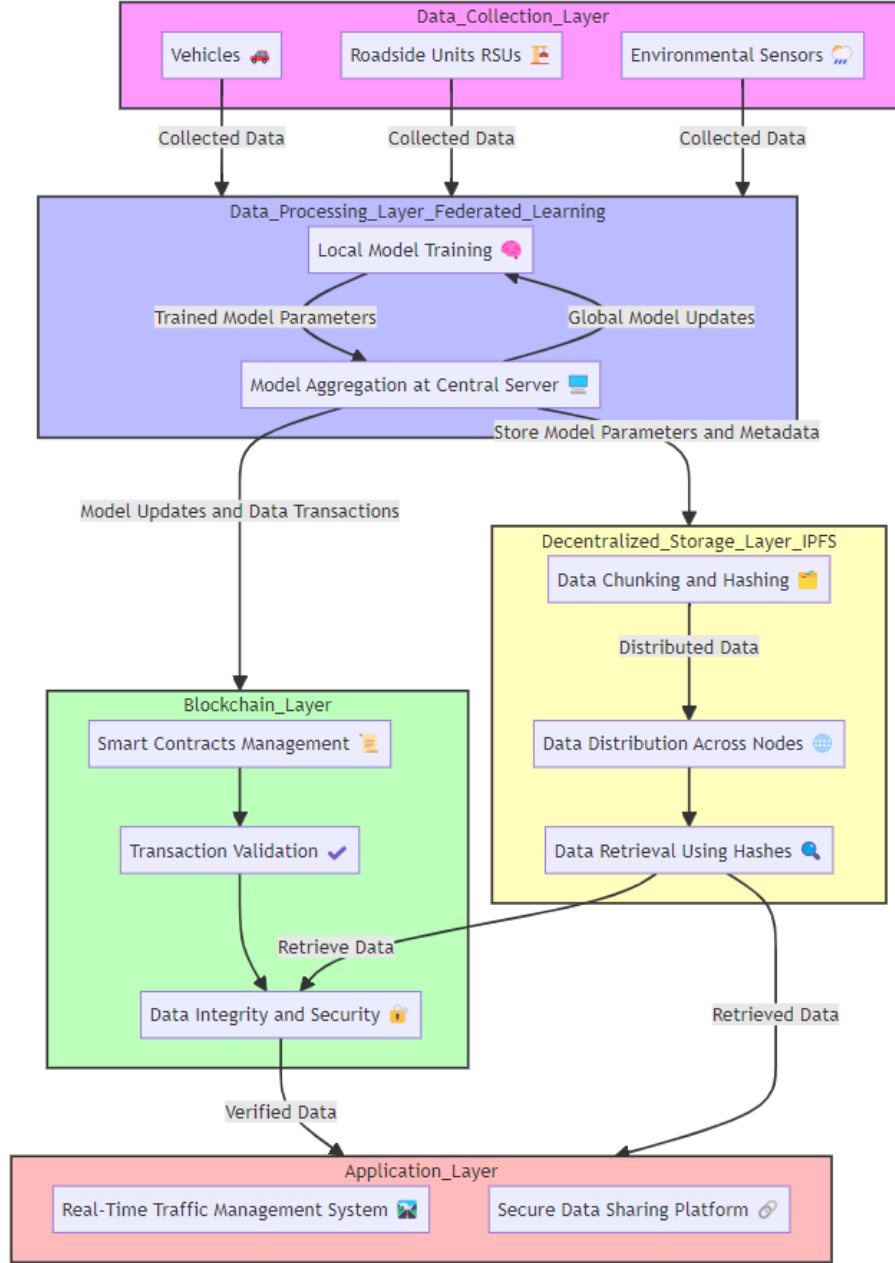 Data_Collection_Layer
Vehicles 🚗
Roadside Units RSUs
Environmental Sensors
Collected Data
Collected Data
Collected Data
Data_Processing_Layer_Federated_Learning
Local Model Training 🧠
Trained Model Parameters
Global Model Updates
Model Aggregation at Central Server
Store Model Parameters and Metadata
Model Updates and Data Transactions
Decentralized_Storage_Layer_IPFS
Data Chunking and Hashing
Distributed Data
Blockchain_Layer
Smart Contracts Management
Data Distribution Across Nodes
Transaction Validation
Data Retrieval Using Hashes
Retrieve Data
Data Integrity and Security
Retrieved Data
Verified Data
Application_Layer
Real-Time Traffic Management System
Secure Data Sharing Platform